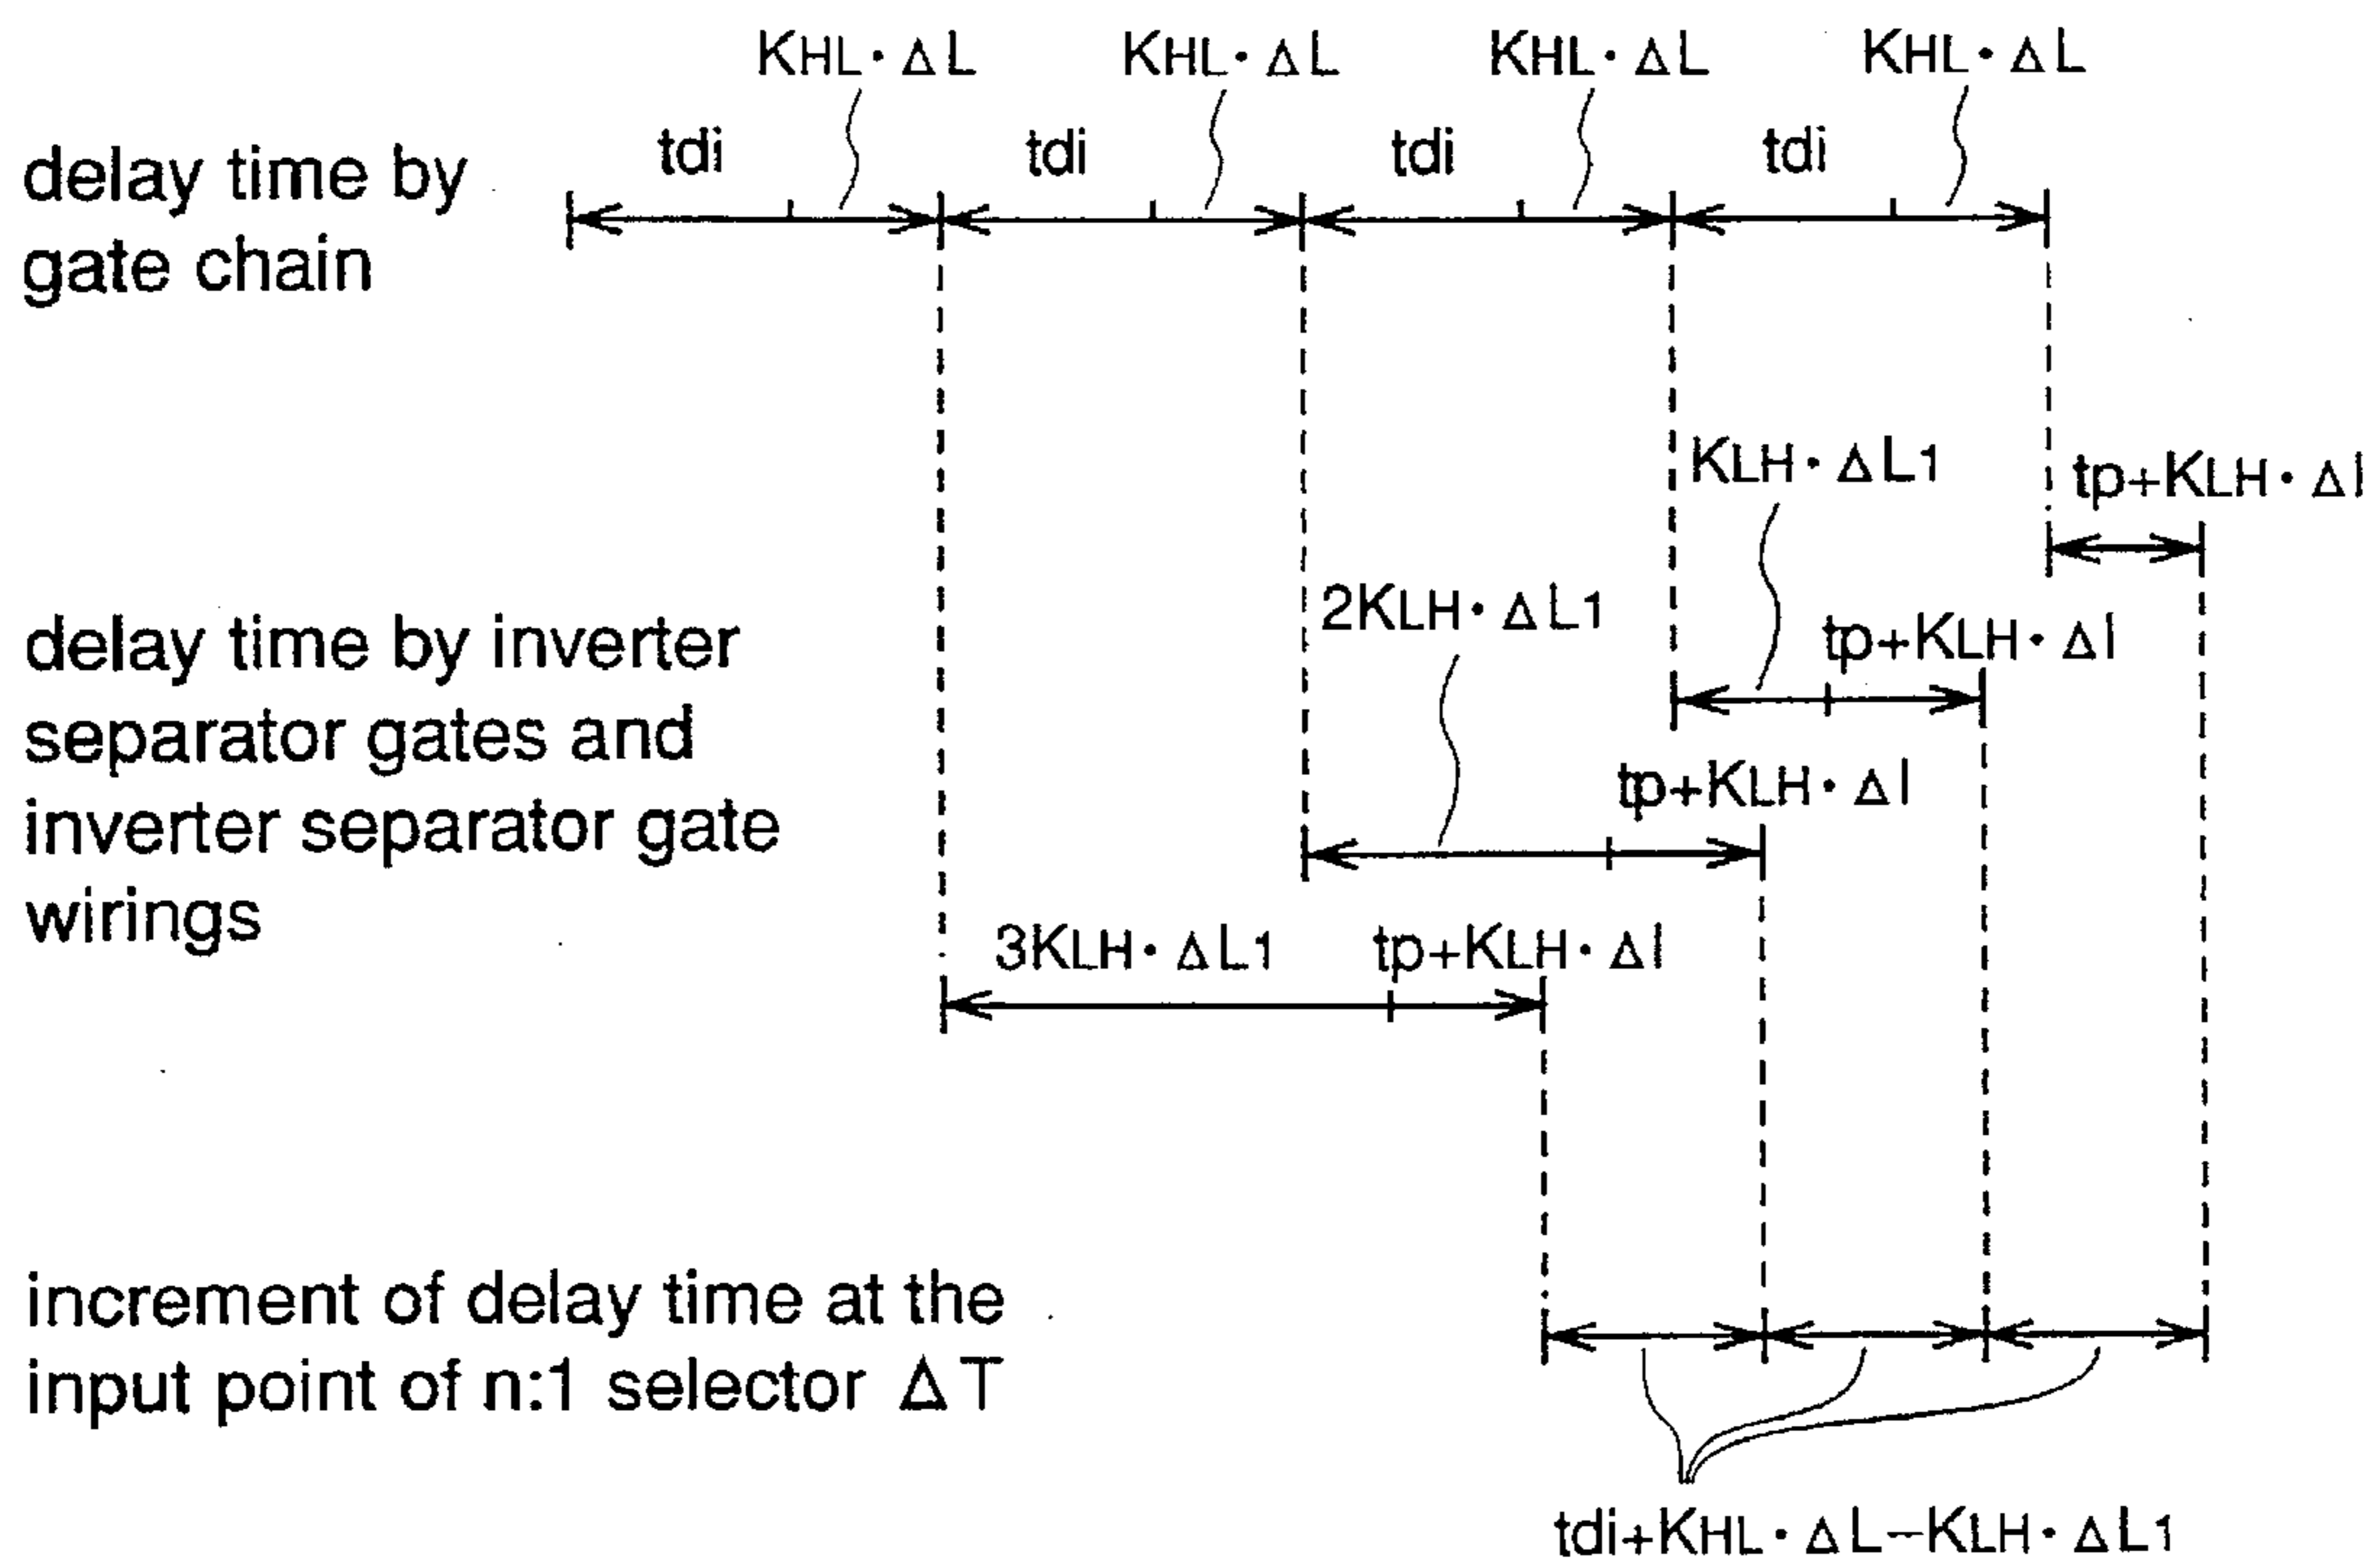 KHL・ΔL KHL・ΔL KHL・ΔL KHL・ΔL
tdi tdi tdi tdi
delay time by
gate chain
KLH・ΔL1
tp+KLH・Δl
2KLH・ΔL1
tp+KLH・Δl
delay time by inverter
separator gates and
inverter separator gate
wirings
tp+KLH・Δl
3KLH・ΔL1 tp+KLH・Δl
increment of delay time at the
input point of n:1 selector ΔT
tdi+KHL・ΔL−KLH・ΔL1